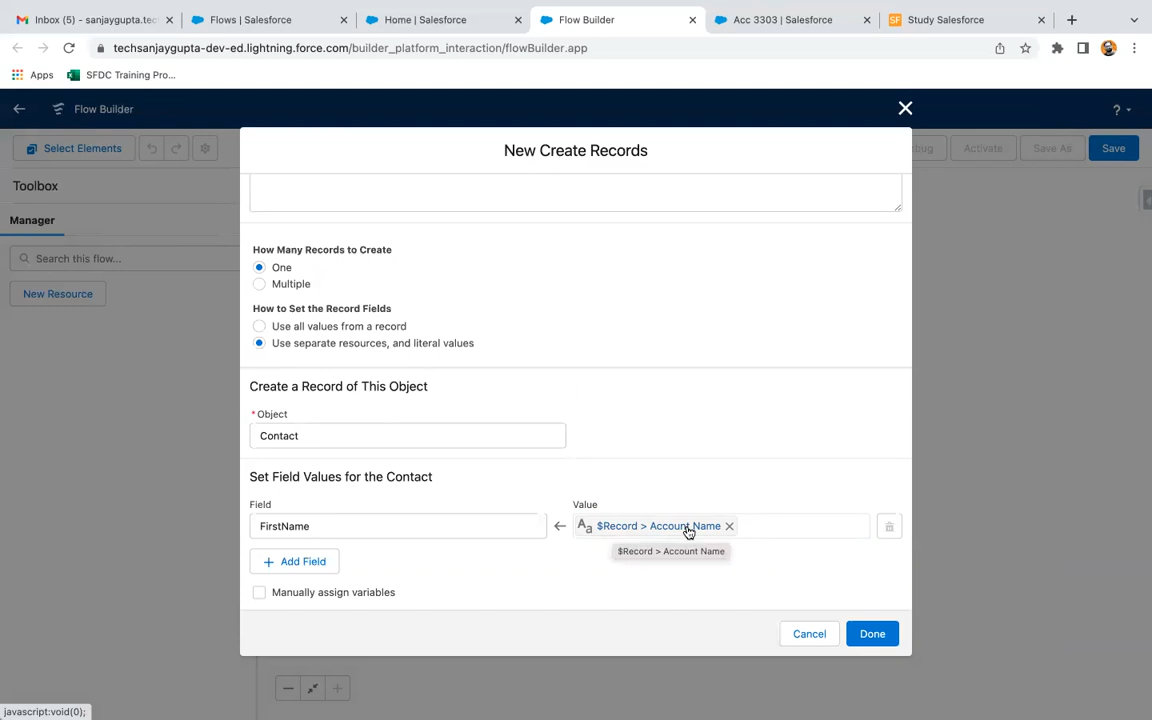 Inbox (5) - sanjaygupta.tec
Flows | Salesforce
Home | Salesforce
Flow Builder
Acc 3303 | Salesforce
SF Study Salesforce
techsanjaygupta-dev-ed.lightning.force.com/builder_platform_interaction/flowBuilder.app
Apps
SFDC Training Pro...
Flow Builder
?
Select Elements
New Create Records
Activate
Save As
Save
Toolbox
Manager
Search this flow...
New Resource
How Many Records to Create
One
Multiple
How to Set the Record Fields
Use all values from a record
Use separate resources, and literal values
Create a Record of This Object
* Object
Contact
Set Field Values for the Contact
Field
Value
FirstName
Aa $Record > Account Name
$Record > Account Name
Add Field
Manually assign variables
Cancel
Done
javascript:void(0);